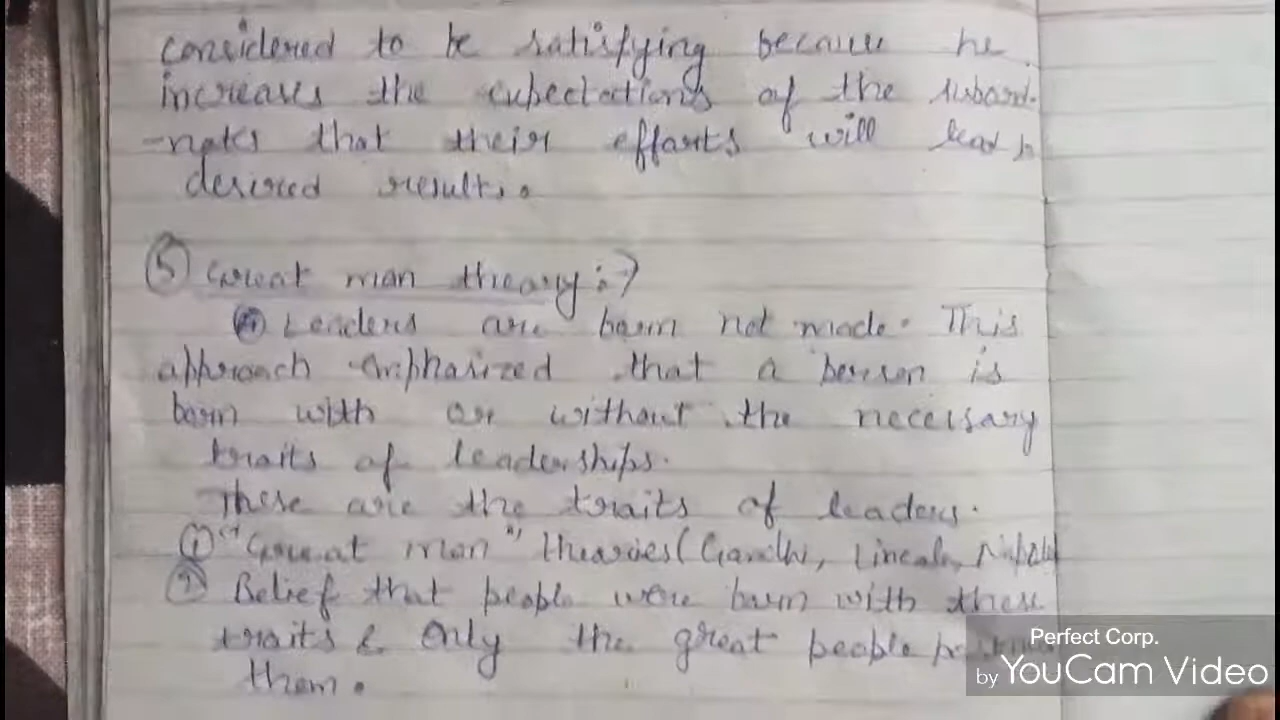 considered to be satisfying because he
increases the expectations of the subord-
-nates that their efforts will lead to
desired results.
⑤ Great man theory :→
Leaders are born not made. This
approach emphasized that a person is
born with or without the necessary
traits of leaderships.
These are the traits of leaders.
① "Great man" theories (Gandhi, Lincoln,
② Belief that people were born with these
traits & only the great people
them.
Perfect Corp.
by YouCam Video